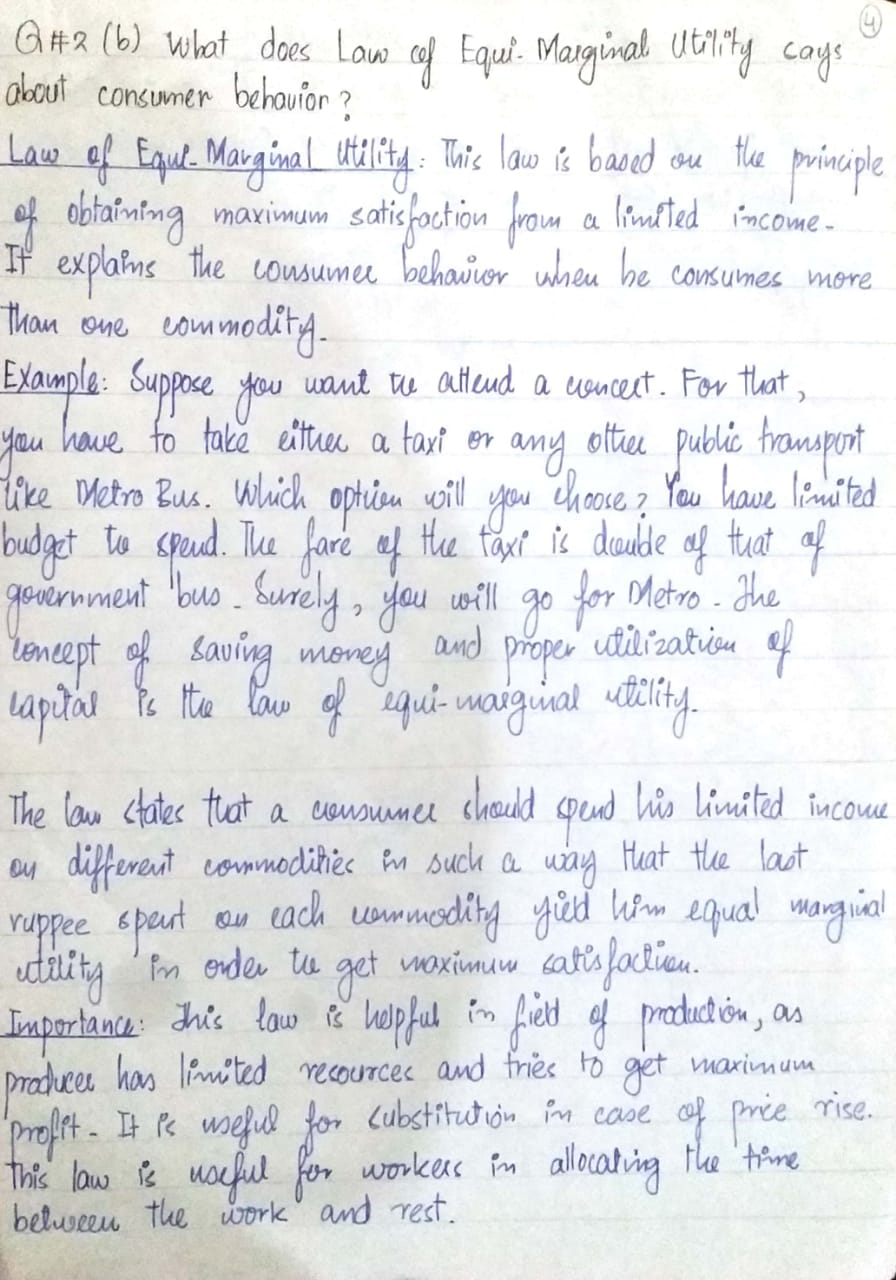 4
Q#2 (b) What does Law of Equi-Marginal Utility says
about consumer behavior?
Law of Equi-Marginal Utility: This law is based on the principle
of obtaining maximum satisfaction from a limited income.
It explains the consumer behavior when he consumes more
than one commodity.
Example: Suppose you want to attend a concert. For that,
you have to take either a taxi or any other public transport
like Metro Bus. Which option will you choose? You have limited
budget to spend. The fare of the taxi is double of that of
government bus. Surely, you will go for Metro. The
concept of saving money and proper utilization of
capital is the law of equi-marginal utility.
The law states that a consumer should spend his limited income
on different commodities in such a way that the last
ruppee spent on each commodity yield him equal marginal
utility in order to get maximum satisfaction.
Importance: This law is helpful in field of production, as
producer has limited resources and tries to get maximum
profit. It is useful for substitution in case of price rise.
This law is useful for workers in allocating the time
between the work and rest.